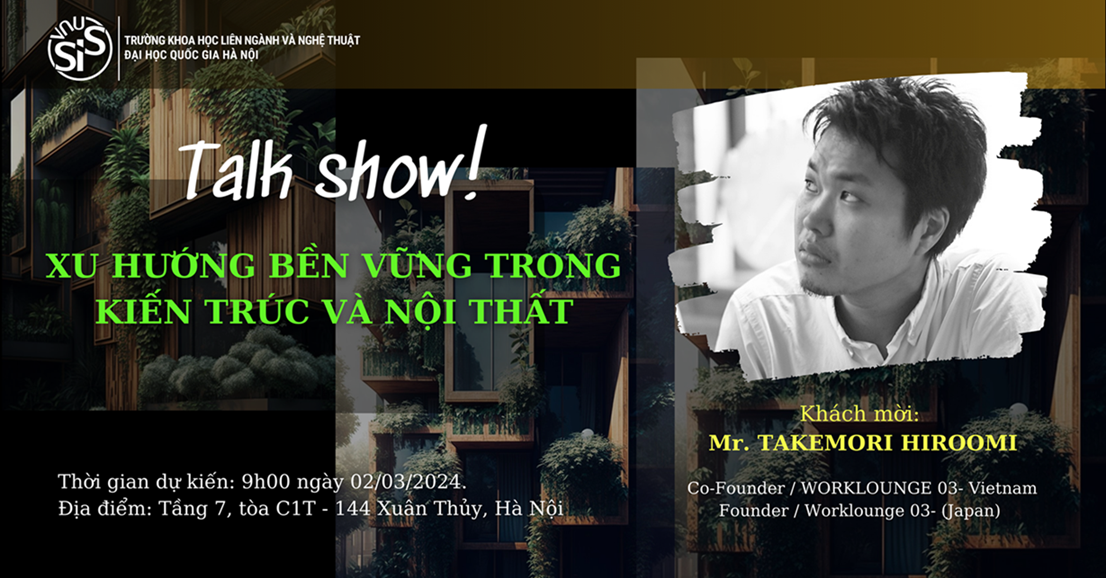 VNU
SiS
TRƯỜNG KHOA HỌC LIÊN NGÀNH VÀ NGHỆ THUẬT
ĐẠI HỌC QUỐC GIA HÀ NỘI
Talk show!
XU HƯỚNG BỀN VỮNG TRONG
KIẾN TRÚC VÀ NỘI THẤT
Khách mời:
Mr. TAKEMORI HIROOMI
Co-Founder / WORKLOUNGE 03- Vietnam
Founder / Worklounge 03- (Japan)
Thời gian dự kiến: 9h00 ngày 02/03/2024.
Địa điểm: Tầng 7, tòa C1T - 144 Xuân Thủy, Hà Nội